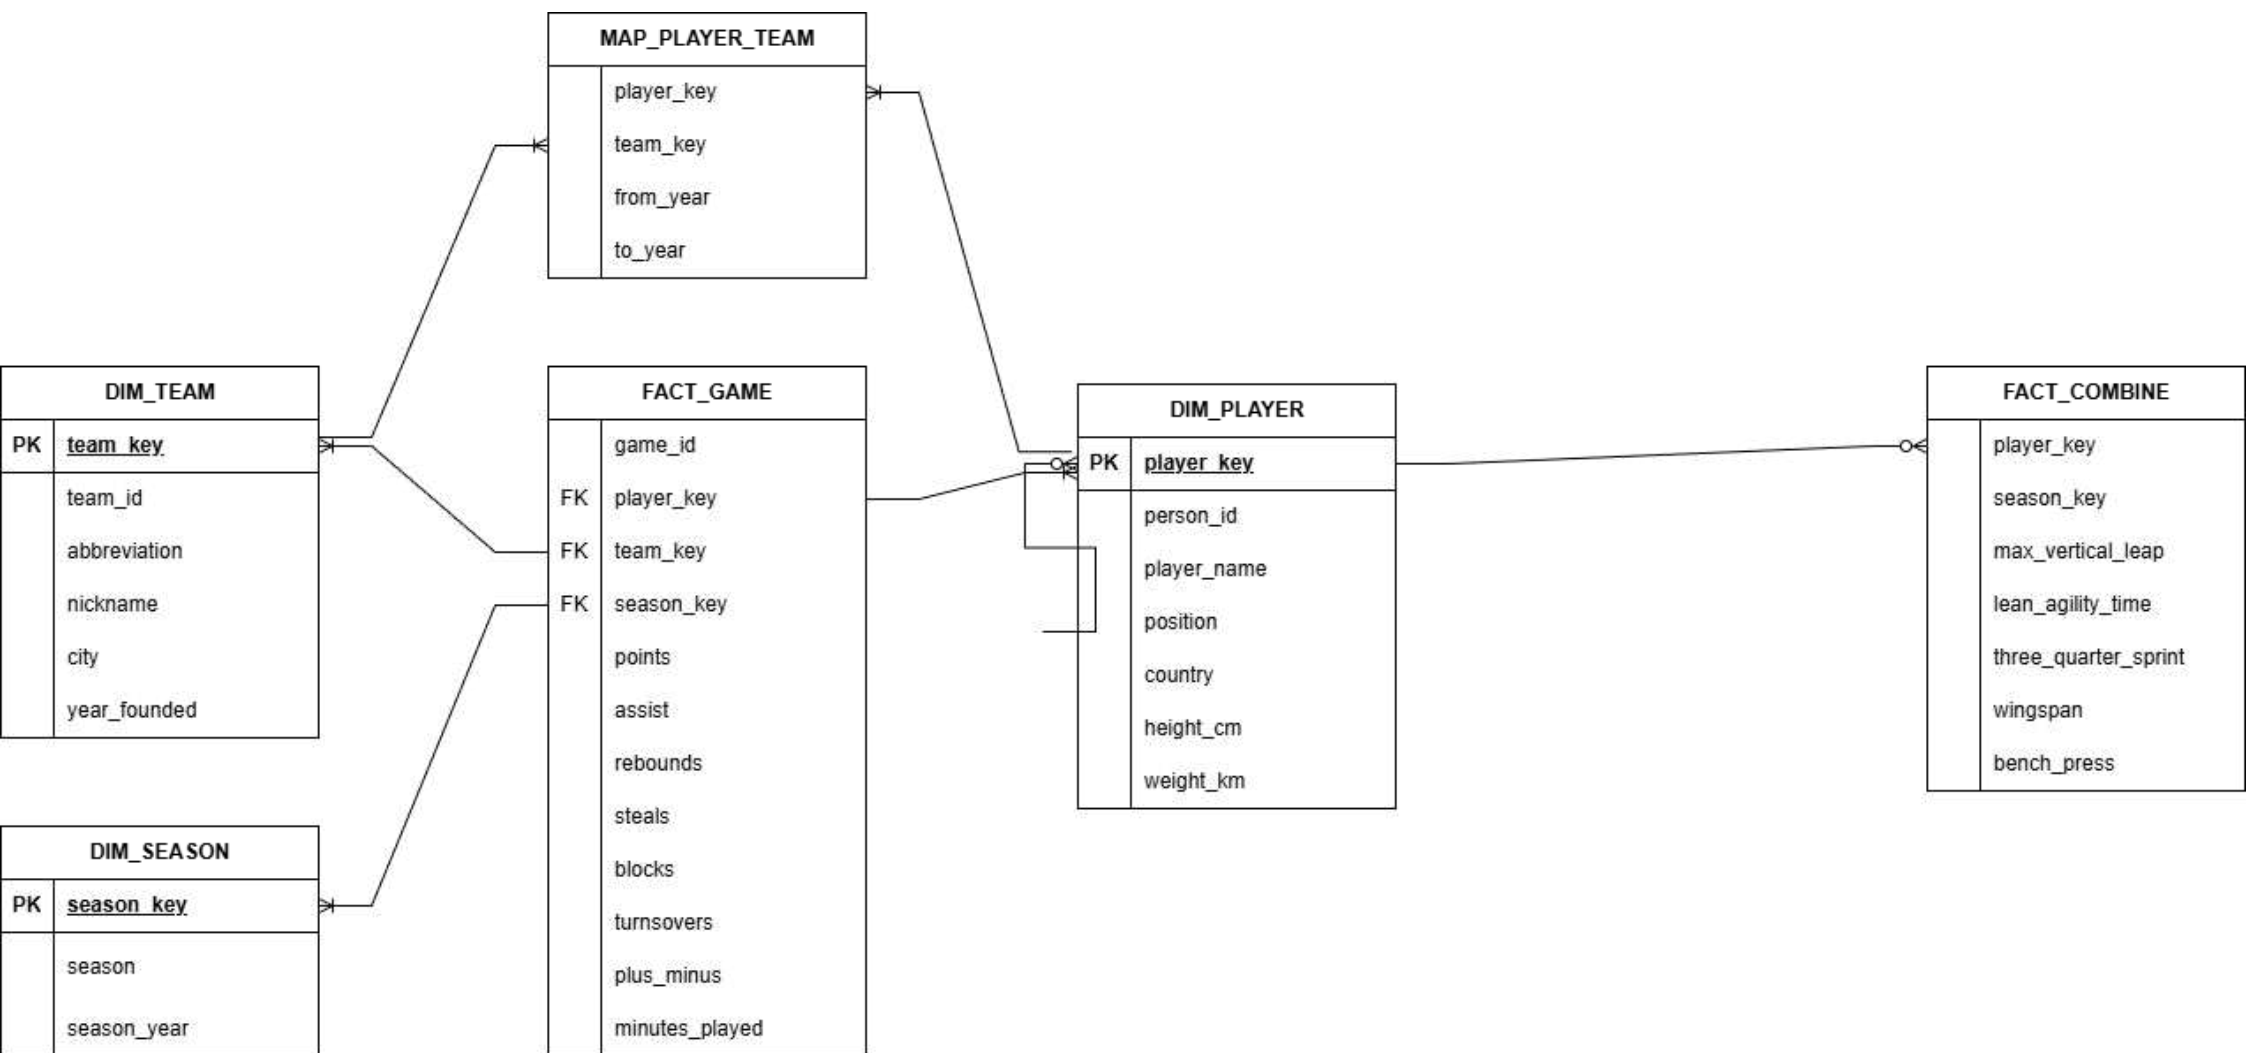 MAP_PLAYER_TEAM
player_key
team_key
from_year
to_year
DIM_TEAM
PK team_key
team_id
abbreviation
nickname
city
year_founded
DIM_SEASON
PK season_key
season
season_year
FACT_GAME
game_id
FK player_key
FK team_key
FK season_key
points
assist
rebounds
steals
blocks
turnsovers
plus_minus
minutes_played
DIM_PLAYER
PK player_key
person_id
player_name
position
country
height_cm
weight_km
FACT_COMBINE
player_key
season_key
max_vertical_leap
lean_agility_time
three_quarter_sprint
wingspan
bench_press